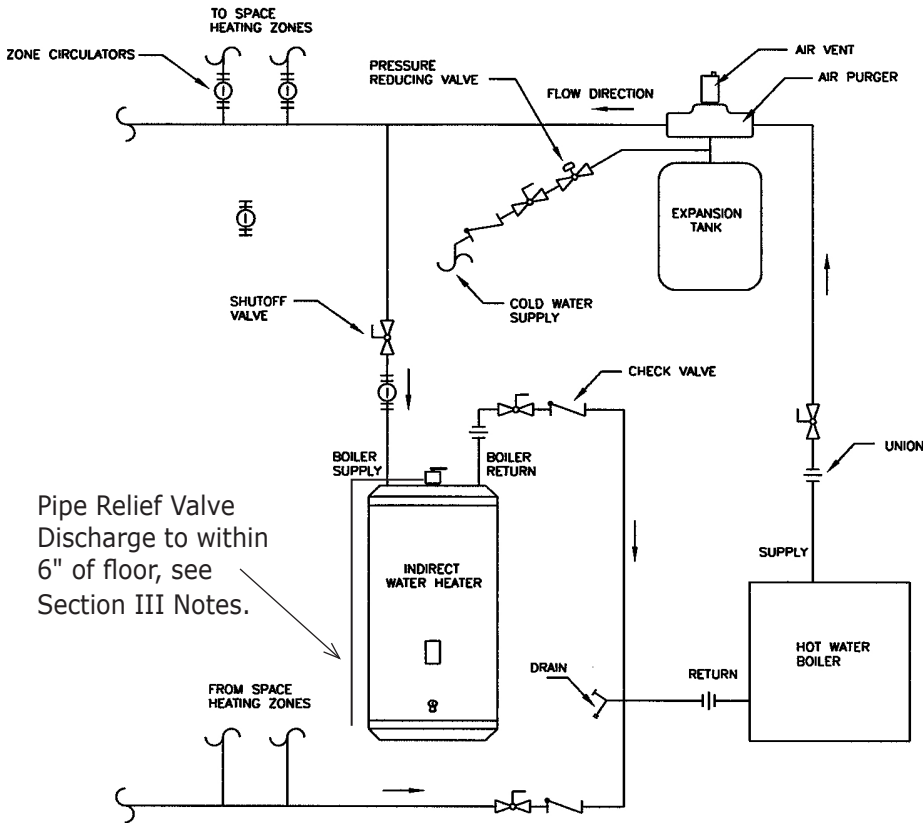 TO SPACE
HEATING ZONES
ZONE CIRCULATORS
PRESSURE
REDUCING VALVE
FLOW DIRECTION
AIR VENT
AIR PURGER
EXPANSION
TANK
COLD WATER
SUPPLY
SHUTOFF
VALVE
CHECK VALVE
BOILER
SUPPLY
BOILER
RETURN
UNION
Pipe Relief Valve
Discharge to within
6" of floor, see
Section III Notes.
INDIRECT
WATER HEATER
SUPPLY
HOT WATER
BOILER
DRAIN
RETURN
FROM SPACE
HEATING ZONES